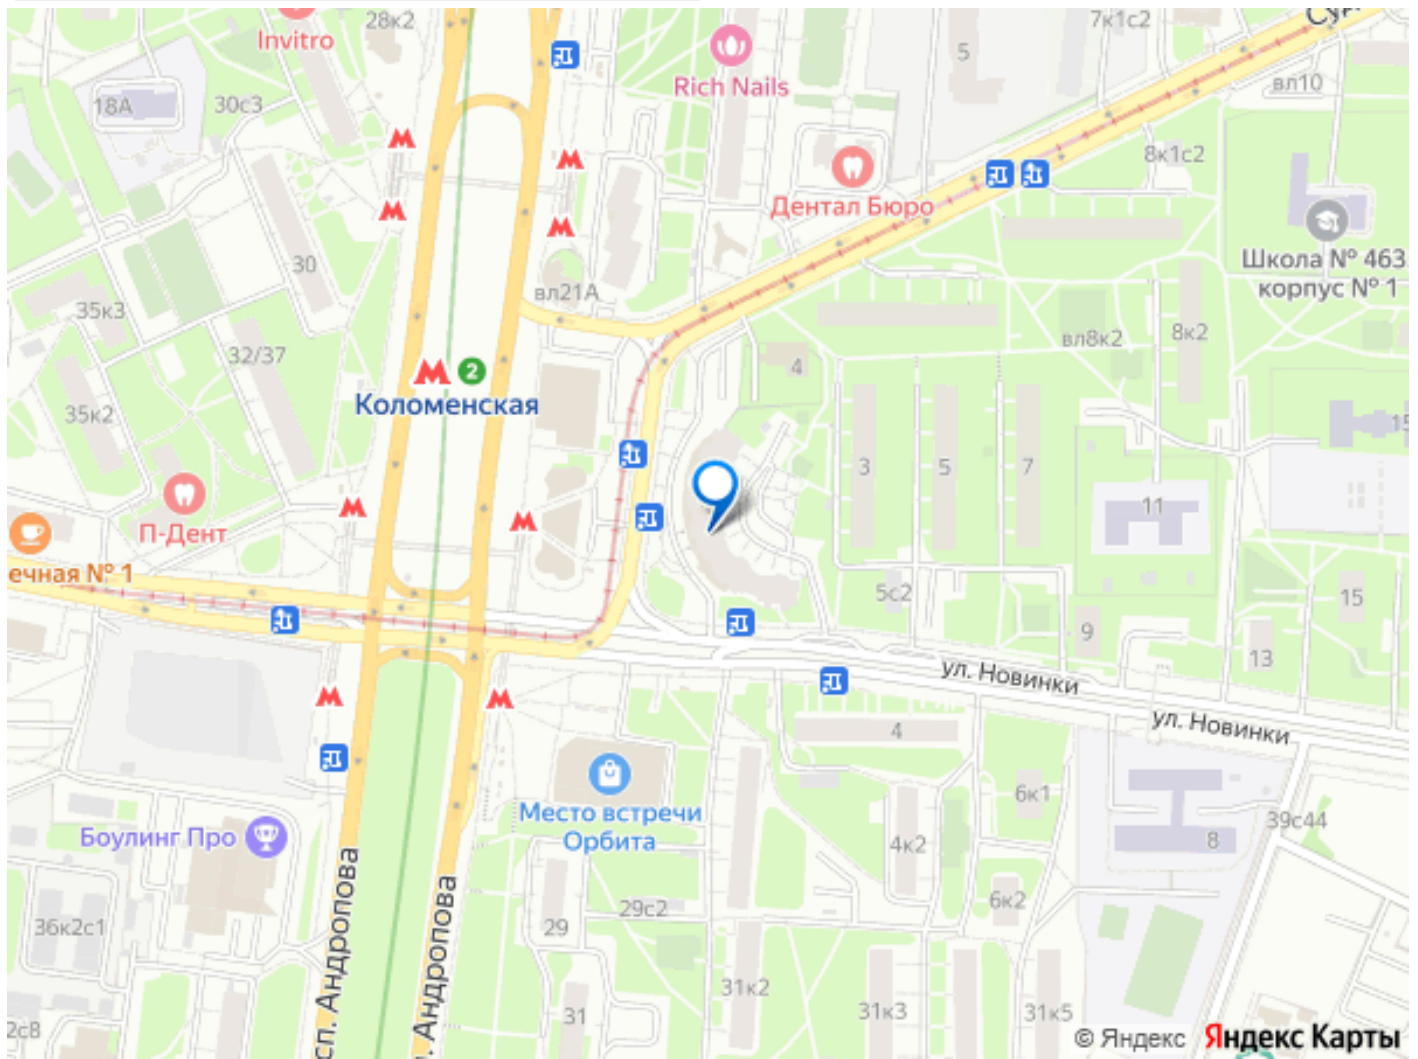 28к2
Invitro
Rich Nails
5
7к1с2
вл10
18А
30с3
8к1с2
Дентал Бюро
Школа № 463
корпус № 1
30
вл21А
35к3
32/37
4
вл8к2
8к2
2
Коломенская
35к2
15
3
5
7
11
П-Дент
ечная № 1
5с2
15
9
13
ул. Новинки
ул. Новинки
4
Место встречи
Орбита
6к1
39с44
Боулинг Про
4к2
8
36к2с1
29с2
29
6к2
31к2
31
31к3
31к5
2с8
сп. Андропова
. Андропова
© Яндекс Яндекс Карты